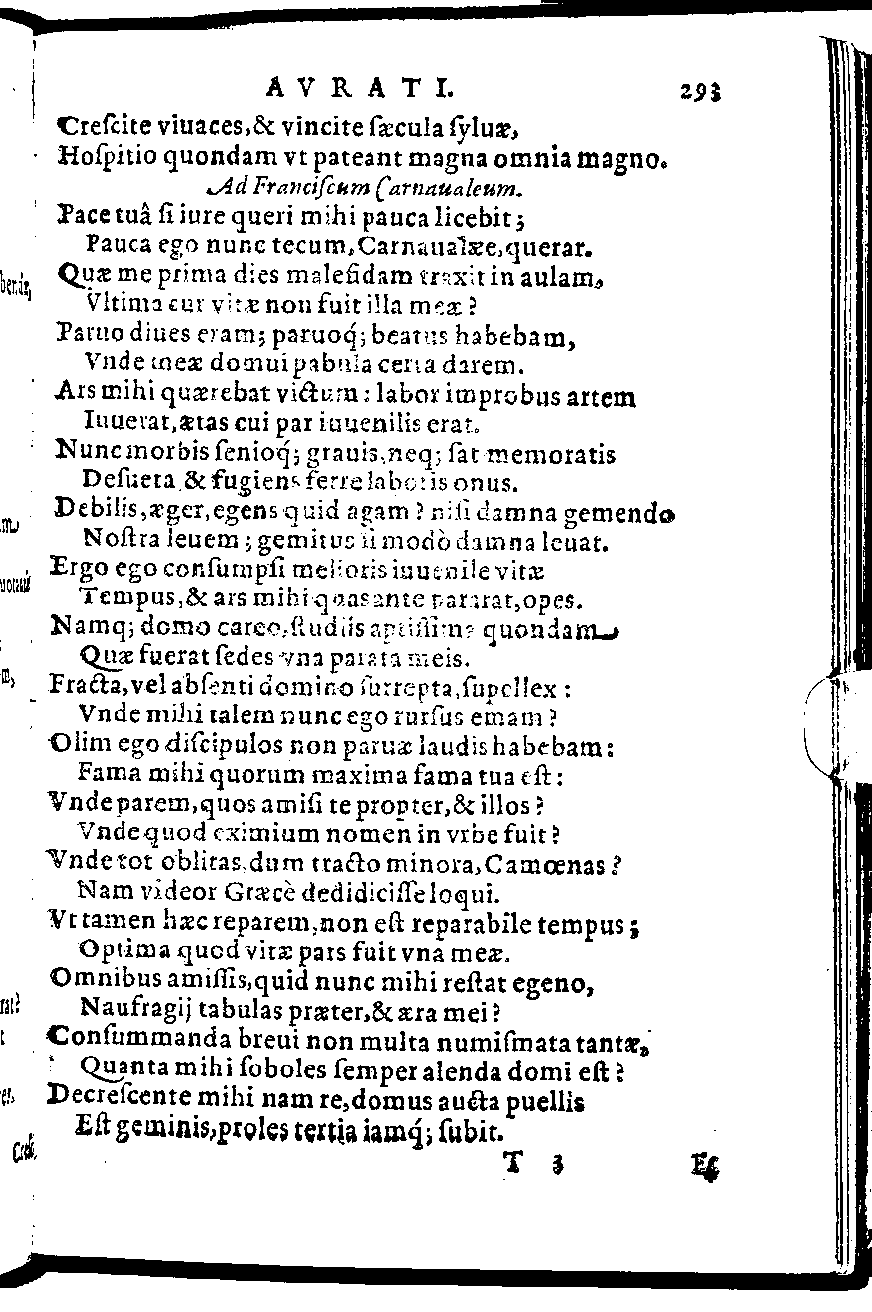 AVRATI. 293
Creſcite viuaces,& vincite ſæcula ſyluæ,
Hoſpitio quondam vt pateant magna omnia magno.
Ad Franciſcum Carnaualeum.
Pace tuâ ſi iure queri mihi pauca licebit;
Pauca ego nunc tecum,Carnaualæe,querar.
Quæ me prima dies malefidam traxit in aulam,
Vltima cur vitæ non fuit illa meæ?
Paruo diues eram; paruoq́; beatus habebam,
Vnde meæ domui pabula certa darem.
Ars mihi quærebat victum: labor improbus artem
Iuuerat,ætas cui par iuuenilis erat.
Nunc morbis ſenioq́; grauis,neq; ſat memoratis
Deſueta & fugiens ferre laboris onus.
Debilis,æger,egens quid agam? niſi damna gemendo
Noſtra leuem; gemitus ſi modò damna leuat.
Ergo ego conſumpſi melioris iuuenile vitæ
Tempus,& ars mihi quas ante pararat,opes.
Namq; domo careo,ſtudiis aptiſſima quondam
Quæ fuerat ſedes vna parata meis.
Fracta,vel abſenti domino ſurrepta,ſupellex:
Vnde mihi talem nunc ego rurſus emam?
Olim ego diſcipulos non paruæ laudis habebam:
Fama mihi quorum maxima fama tua eſt:
Vnde parem,quos amiſi te propter,& illos?
Vnde quod eximium nomen in vrbe fuit?
Vnde tot oblitas,dum tracto minora,Camœnas?
Nam videor Græcè dedidiciſſe loqui.
Vt tamen hæc reparem,non eſt reparabile tempus;
Optima quod vitæ pars fuit vna meæ.
Omnibus amiſſis,quid nunc mihi reſtat egeno,
Naufragij tabulas præter,& æra mei?
Conſummanda breui non multa numiſmata tantæ,
Quanta mihi ſoboles ſemper alenda domi eſt?
Decreſcente mihi nam re,domus aucta puellis
Eſt geminis,proles tertia iamq́; ſubit.
T 3 Et